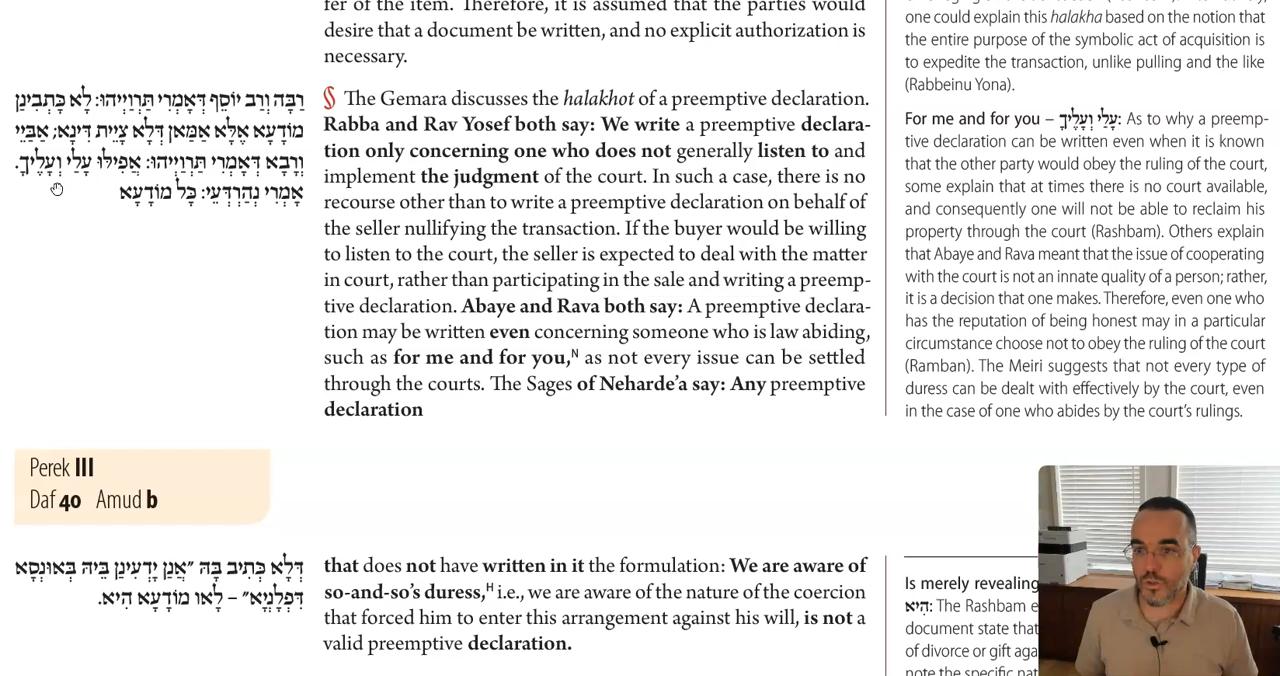 fer of the item. Therefore, it is assumed that the parties would
desire that a document be written, and no explicit authorization is
necessary.
רַבָּה וְרַב יוֹסֵף דְּאָמְרִי תַּרְוַיְיהוּ: לָא כָּתְבִינַן
מוֹדָעָא אֶלָּא אַמַּאן דְּלָא צָיֵית דִּינָא; אַבַּיֵי
וְרָבָא דְּאָמְרִי תַּרְוַיְיהוּ: אֲפִילּוּ עָלַי וְעָלֶיךָ.
אָמְרִי נְהַרְדְּעֵי: כָּל מוֹדָעָא
§ The Gemara discusses the halakhot of a preemptive declaration.
Rabba and Rav Yosef both say: We write a preemptive declara-
tion only concerning one who does not generally listen to and
implement the judgment of the court. In such a case, there is no
recourse other than to write a preemptive declaration on behalf of
the seller nullifying the transaction. If the buyer would be willing
to listen to the court, the seller is expected to deal with the matter
in court, rather than participating in the sale and writing a preemp-
tive declaration. Abaye and Rava both say: A preemptive declara-
tion may be written even concerning someone who is law abiding,
such as for me and for you,ᴺ as not every issue can be settled
through the courts. The Sages of Neharde’a say: Any preemptive
declaration
one could explain this halakha based on the notion that
the entire purpose of the symbolic act of acquisition is
to expedite the transaction, unlike pulling and the like
(Rabbeinu Yona).
For me and for you – עָלַי וְעָלֶיךָ: As to why a preemp-
tive declaration can be written even when it is known
that the other party would obey the ruling of the court,
some explain that at times there is no court available,
and consequently one will not be able to reclaim his
property through the court (Rashbam). Others explain
that Abaye and Rava meant that the issue of cooperating
with the court is not an innate quality of a person; rather,
it is a decision that one makes. Therefore, even one who
has the reputation of being honest may in a particular
circumstance choose not to obey the ruling of the court
(Ramban). The Meiri suggests that not every type of
duress can be dealt with effectively by the court, even
in the case of one who abides by the court’s rulings.
Perek III
Daf 40 Amud b
דְּלָא כְּתִיב בָּהּ ״אֲנַן יָדְעִינַן בֵּיהּ בְּאוּנְסָא
דִּפְלָנְיָא״ – לָאו מוֹדָעָא הִיא.
that does not have written in it the formulation: We are aware of
so-and-so’s duress,ᴴ i.e., we are aware of the nature of the coercion
that forced him to enter this arrangement against his will, is not a
valid preemptive declaration.
Is merely revealing
הִיא: The Rashbam e
document state that
of divorce or gift aga
note the specific nat